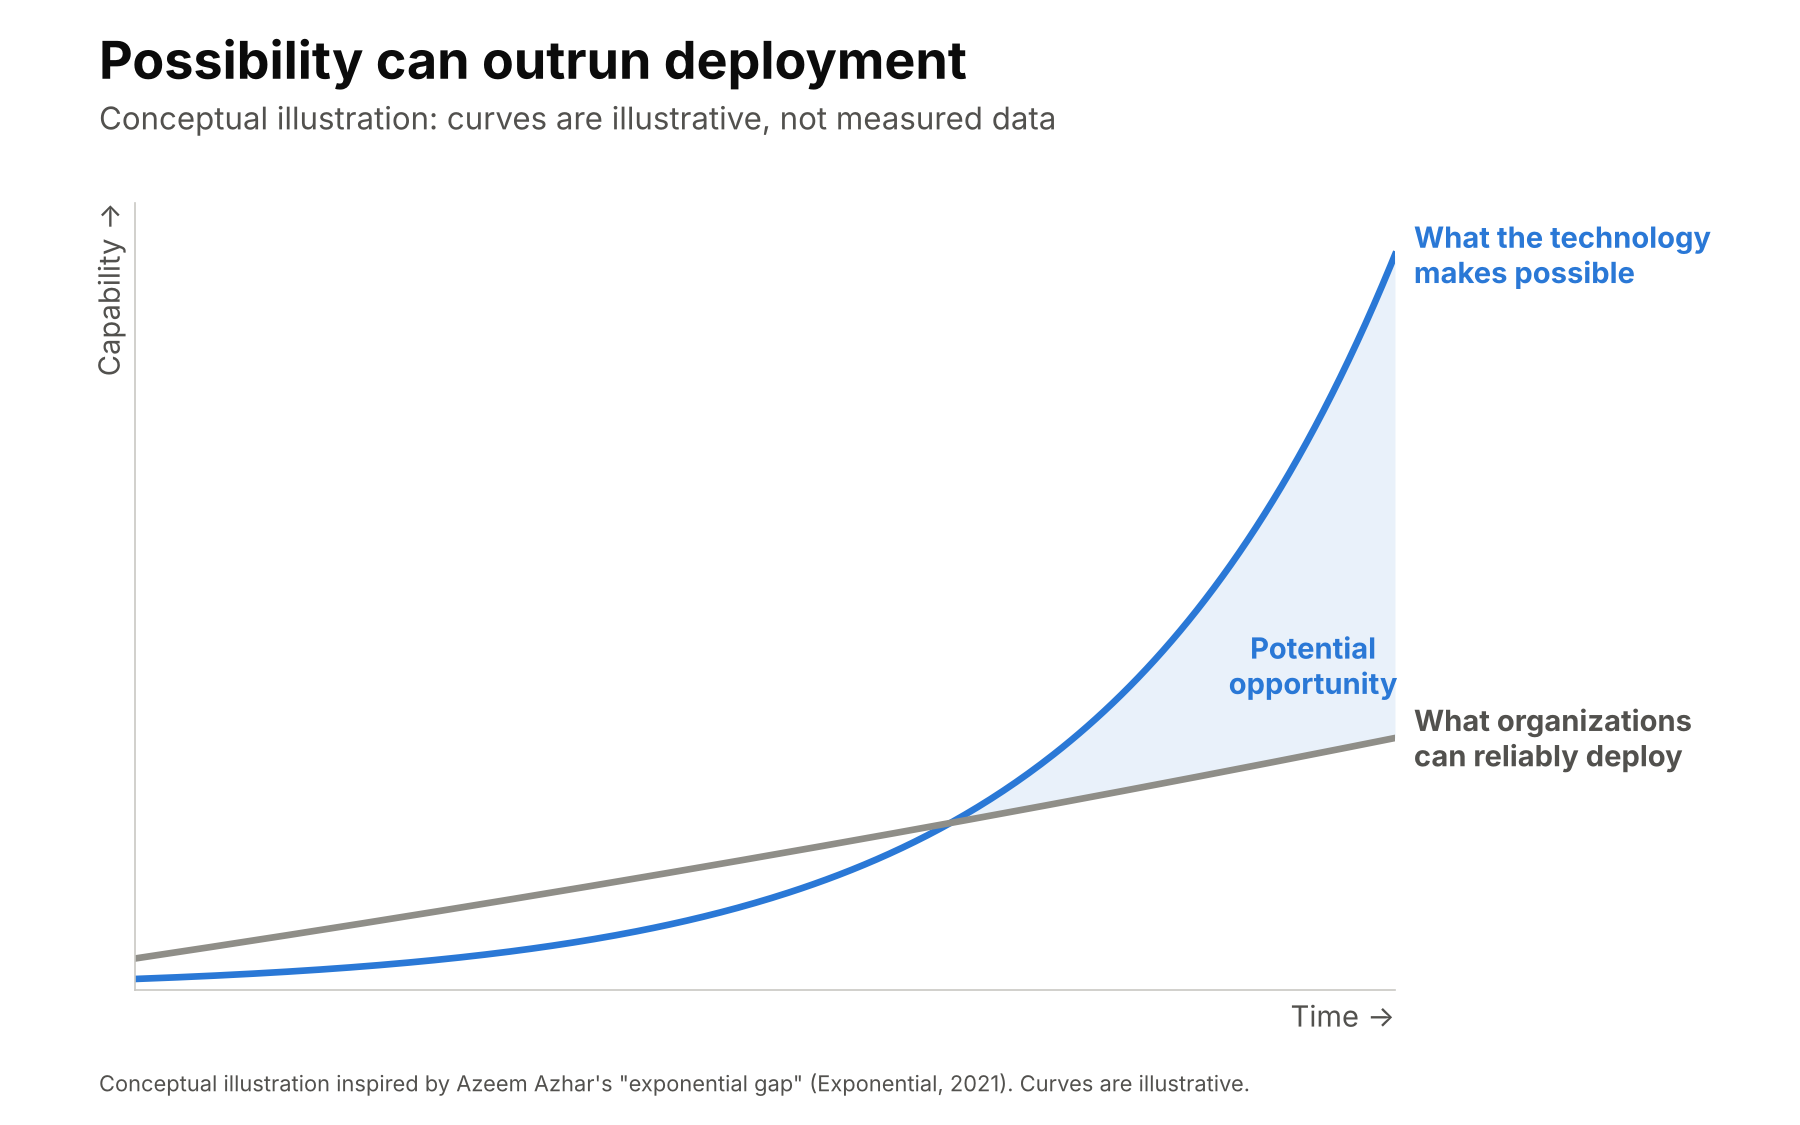 Possibility can outrun deployment
Conceptual illustration: curves are illustrative, not measured data
Capability →
What the technology
makes possible
Potential
opportunity
What organizations
can reliably deploy
Time →
Conceptual illustration inspired by Azeem Azhar's "exponential gap" (Exponential, 2021). Curves are illustrative.